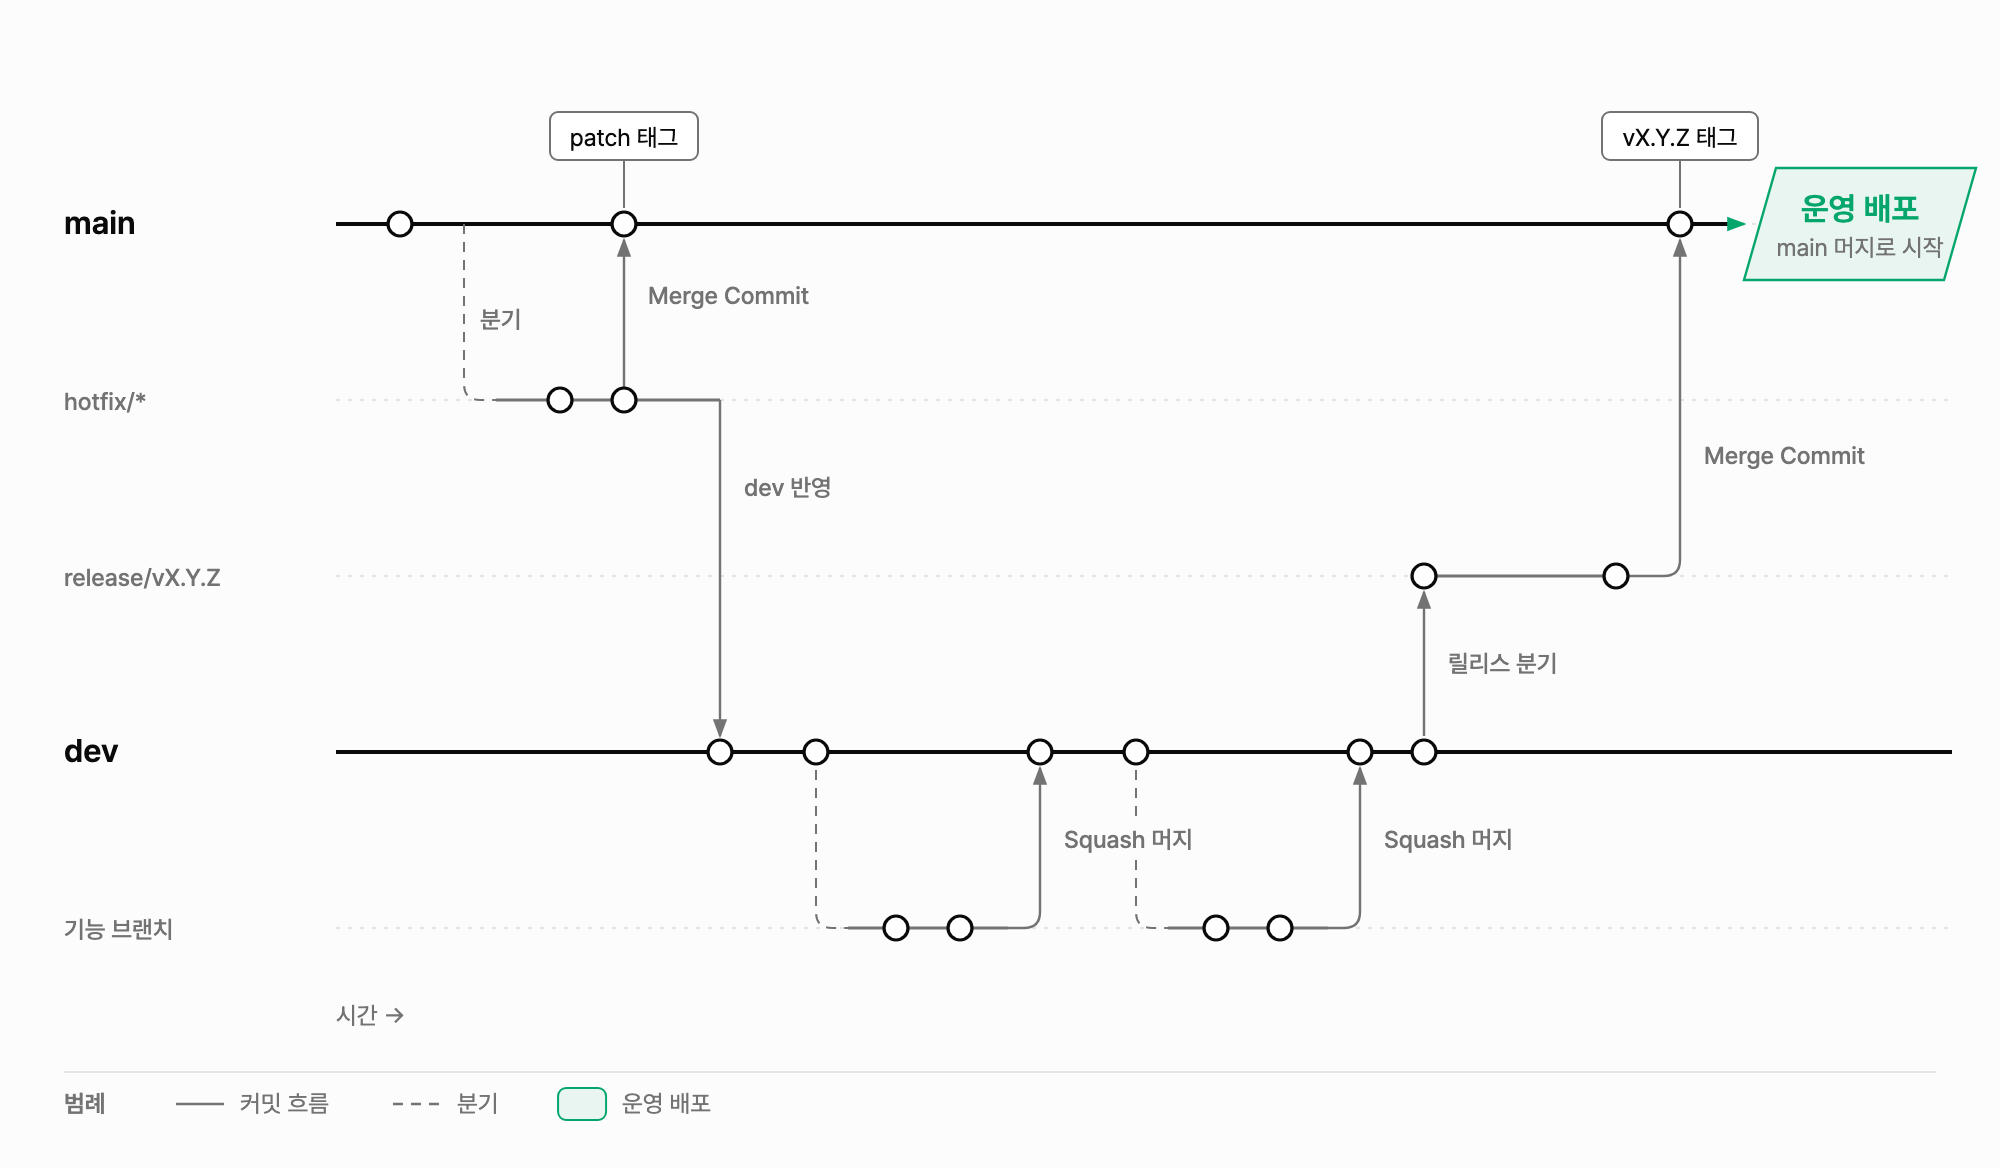 patch 태그
vX.Y.Z 태그
main
운영 배포
main 머지로 시작
Merge Commit
분기
hotfix/*
Merge Commit
dev 반영
release/vX.Y.Z
릴리스 분기
dev
Squash 머지
Squash 머지
기능 브랜치
시간 →
범례
커밋 흐름
분기
운영 배포